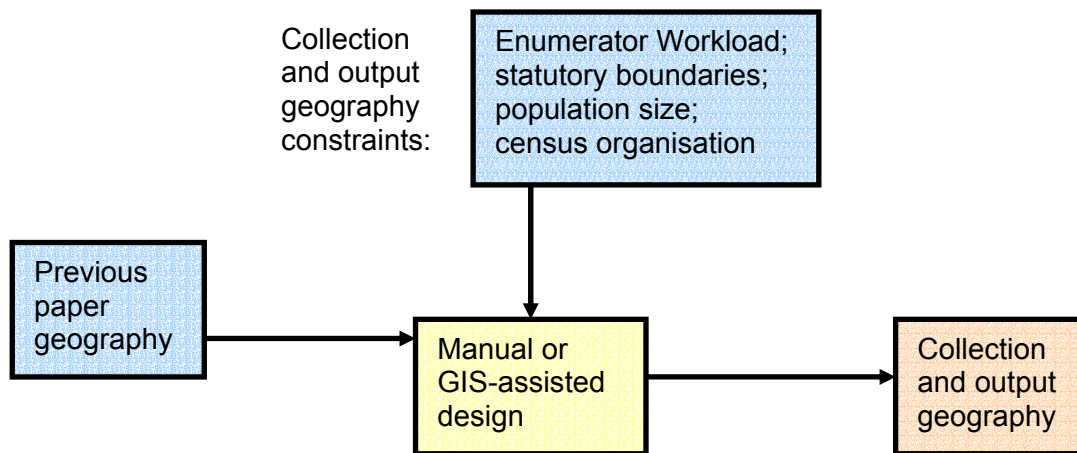 Collection
and output
geography
constraints:
Enumerator Workload;
statutory boundaries;
population size;
census organisation
Previous
paper
geography
Manual or
GIS-assisted
design
Collection
and output
geography